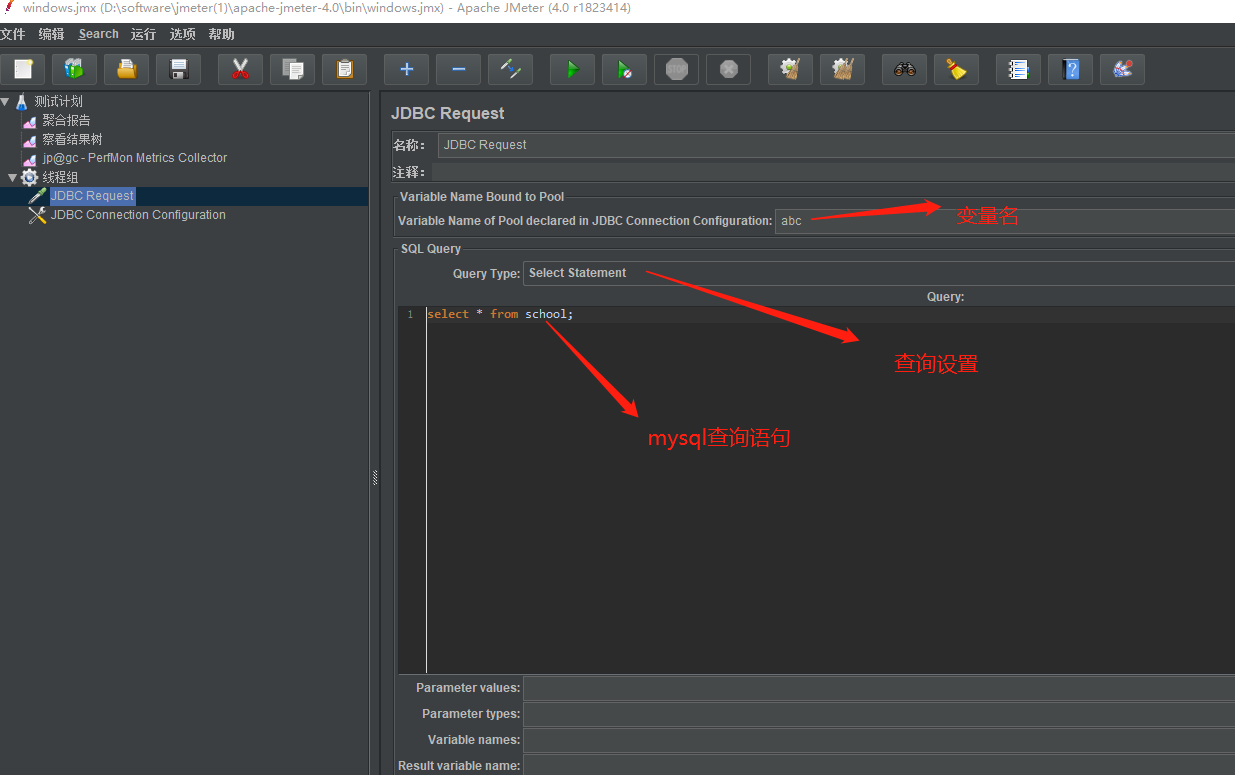 windows.jmx (D:\software\jmeter(1)\apache-jmeter-4.0\bin\windows.jmx) - Apache JMeter (4.0 r1823414)
文件 编辑 Search 运行 选项 帮助
STOP
测试计划
聚合报告
察看结果树
jp@gc - PerfMon Metrics Collector
线程组
JDBC Request
JDBC Connection Configuration
JDBC Request
名称： JDBC Request
注释：
Variable Name Bound to Pool
Variable Name of Pool declared in JDBC Connection Configuration: abc
变量名
SQL Query
Query Type: Select Statement
Query:
1 select * from school;
查询设置
mysql查询语句
Parameter values:
Parameter types:
Variable names:
Result variable name: